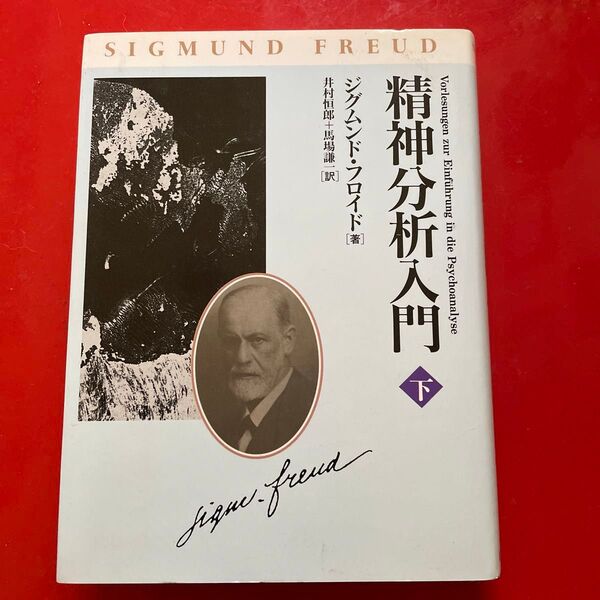 SIGMUND FREUD
Vorlesungen zur Einführung in die Psychoanalyse
精神分析入門
下
ジグムンド・フロイド[著]
井村恒郎+馬場謙一[訳]
Sigm. Freud